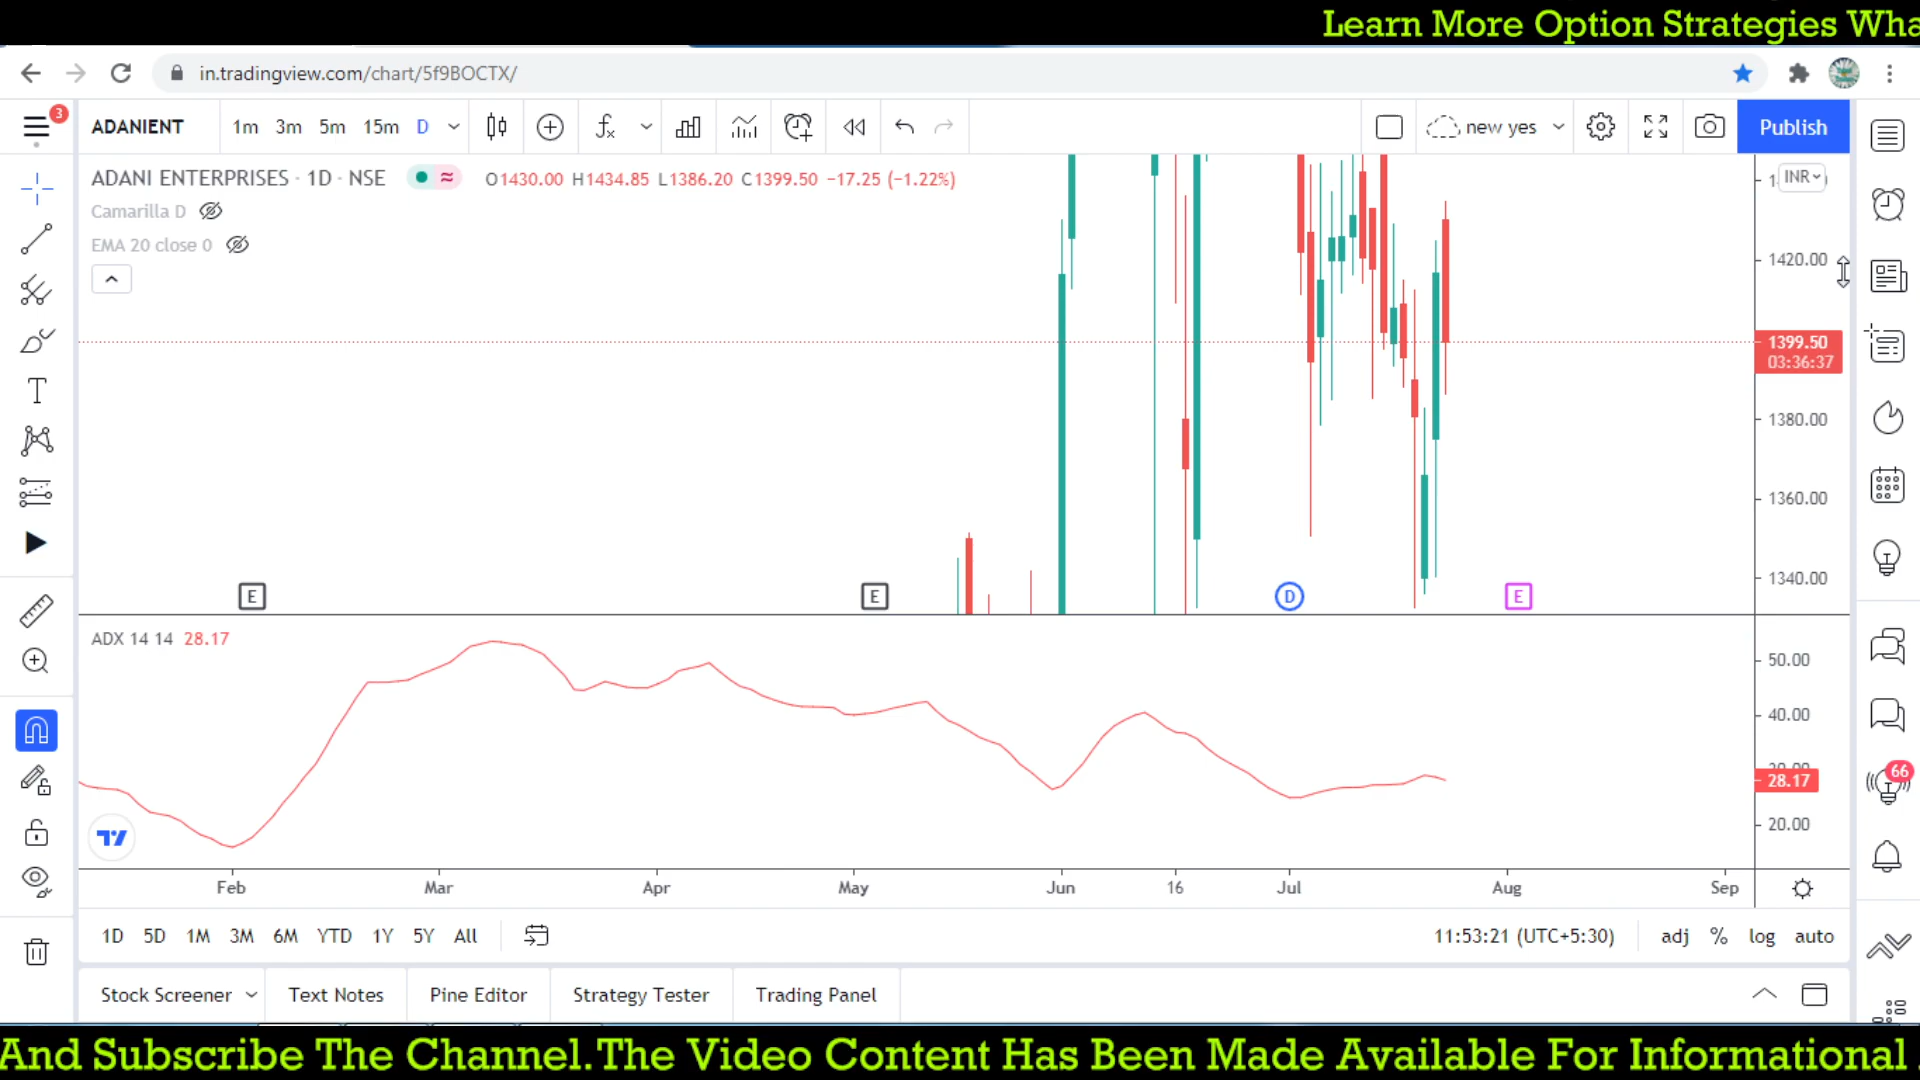 Learn More Option Strategies Wha
in.tradingview.com/chart/5f9BOCTX/
3
ADANIENT 1m 3m 5m 15m D new yes Publish
ADANI ENTERPRISES · 1D · NSE O1430.00 H1434.85 L1386.20 C1399.50 −17.25 (−1.22%)
INR
Camarilla D
EMA 20 close 0
1420.00
1399.50
03:36:37
1380.00
1360.00
1340.00
E E D E
ADX 14 14 28.17
50.00
40.00
28.17
20.00
66
Feb Mar Apr May Jun 16 Jul Aug Sep
1D 5D 1M 3M 6M YTD 1Y 5Y All 11:53:21 (UTC+5:30) adj % log auto
Stock Screener Text Notes Pine Editor Strategy Tester Trading Panel
And Subscribe The Channel. The Video Content Has Been Made Available For Informational